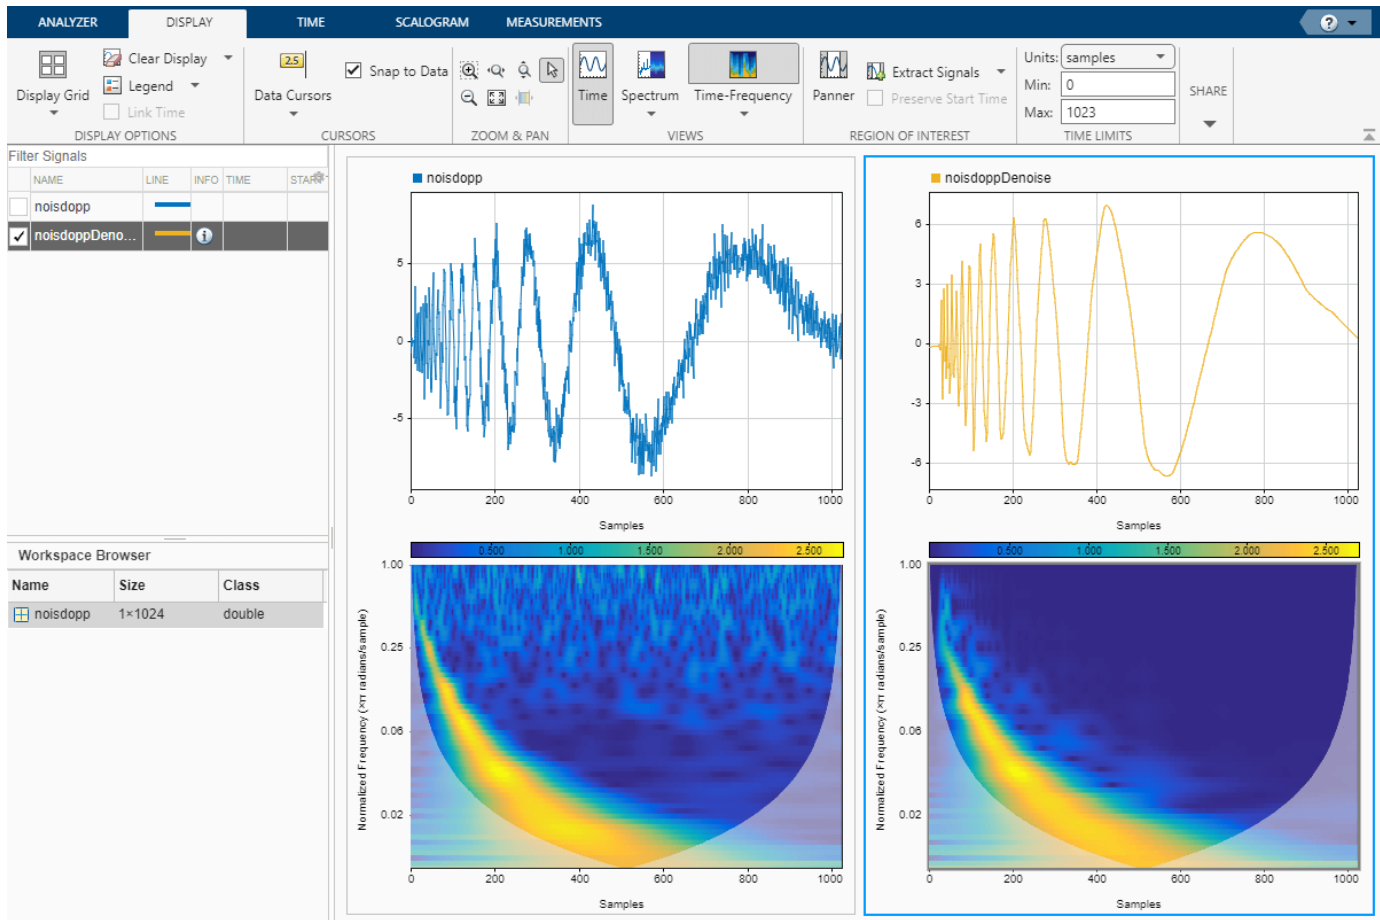 ANALYZER DISPLAY TIME SCALOGRAM MEASUREMENTS ?
Display Grid
Clear Display
Legend
Link Time
DISPLAY OPTIONS
2.5
Data Cursors
Snap to Data
CURSORS
ZOOM & PAN
Time
Spectrum
Time-Frequency
VIEWS
Panner
Extract Signals
Preserve Start Time
REGION OF INTEREST
Units: samples
Min: 0
Max: 1023
TIME LIMITS
SHARE
Filter Signals
NAME LINE INFO TIME
noisdopp
noisdoppDeno...
Workspace Browser
Name Size Class
noisdopp 1×1024 double
noisdopp
5
0
-5
0 200 400 600 800 1000
Samples
0.500 1.000 1.500 2.000 2.500
1.00
0.25
0.06
0.02
Normalized Frequency (×π radians/sample)
0 200 400 600 800 1000
Samples
noisdoppDenoise
6
3
0
-3
-6
0 200 400 600 800 1000
Samples
0.500 1.000 1.500 2.000 2.500
1.00
0.25
0.06
0.02
Normalized Frequency (×π radians/sample)
0 200 400 600 800 1000
Samples